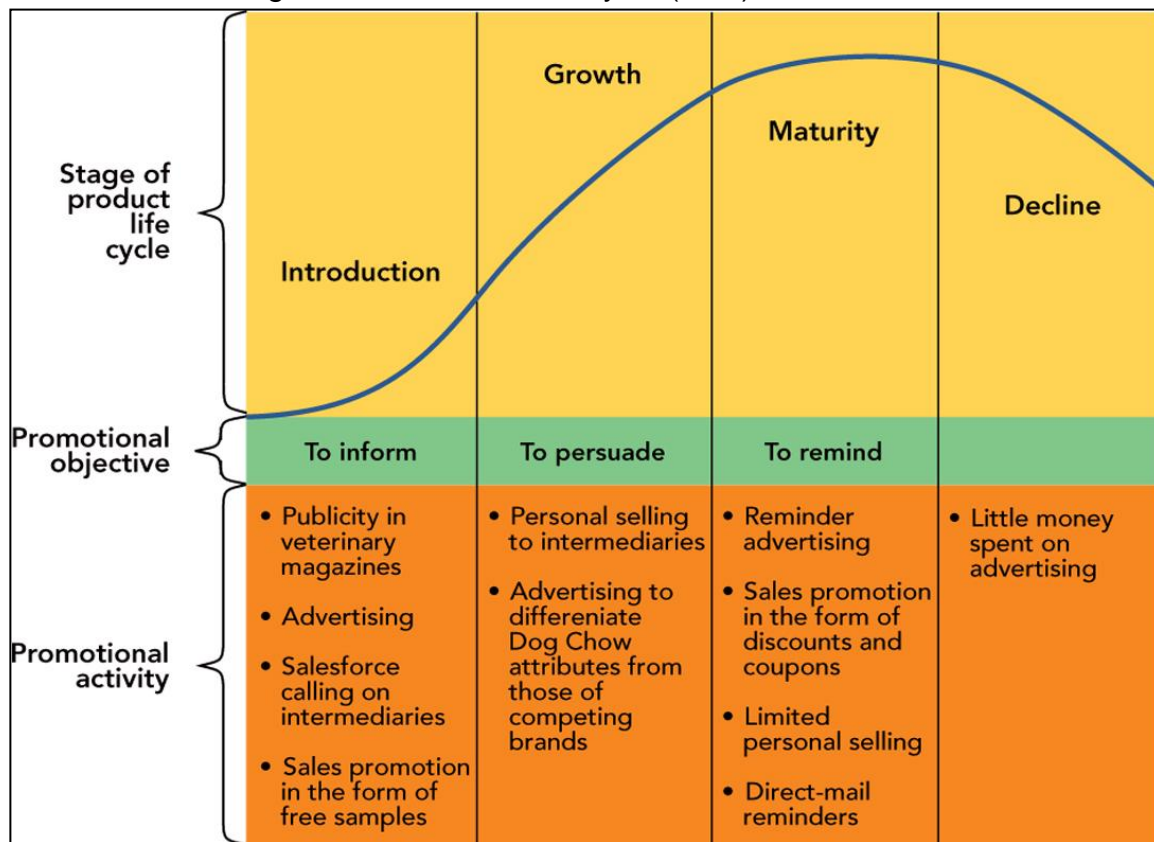 Growth
Maturity
Stage of
product
life
cycle
Decline
Introduction
Promotional
objective
To inform
To persuade
To remind
Promotional
activity
• Publicity in
veterinary
magazines
• Advertising
• Salesforce
calling on
intermediaries
• Sales promotion
in the form of
free samples
• Personal selling
to intermediaries
• Advertising to
differeniate
Dog Chow
attributes from
those of
competing
brands
• Reminder
advertising
• Sales promotion
in the form of
discounts and
coupons
• Limited
personal selling
• Direct-mail
reminders
• Little money
spent on
advertising